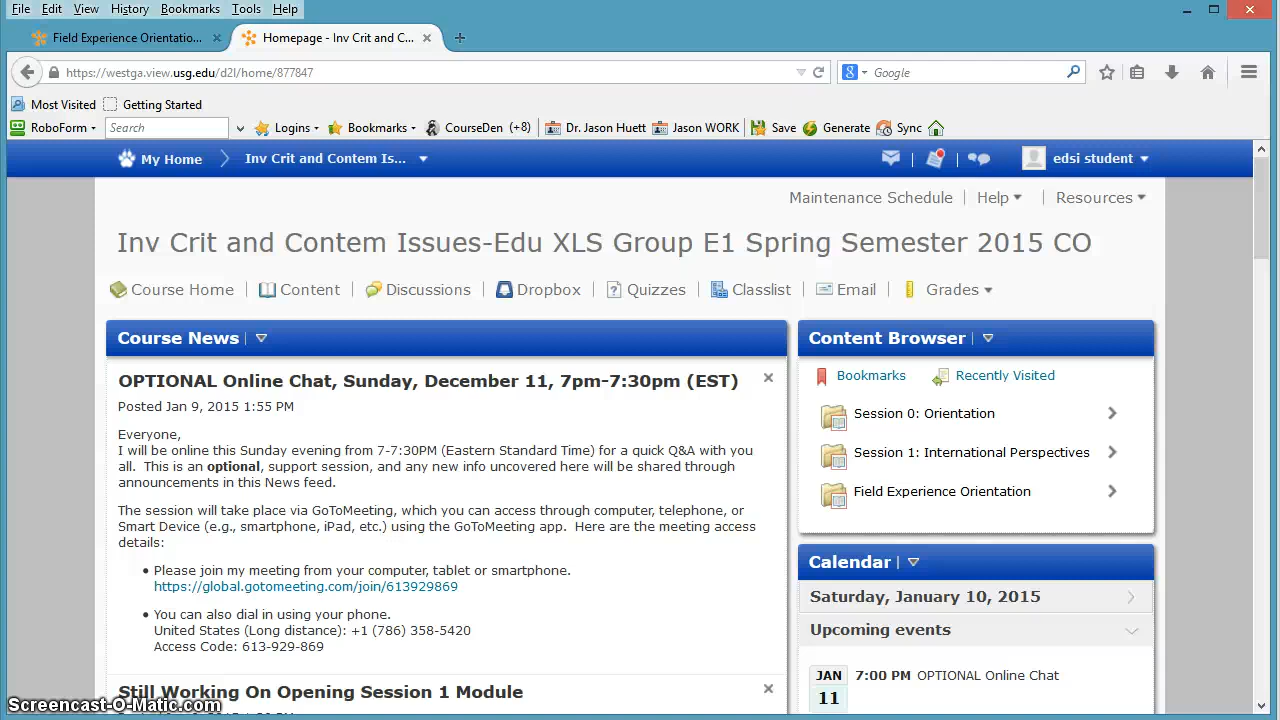 File Edit View History Bookmarks Tools Help
Field Experience Orientatio... Homepage - Inv Crit and C...
https://westga.view.usg.edu/d2l/home/877847 Google
Most Visited Getting Started
RoboForm Search Logins Bookmarks CourseDen (+8) Dr. Jason Huett Jason WORK Save Generate Sync
My Home Inv Crit and Contem Is... edsi student
Maintenance Schedule Help Resources
Inv Crit and Contem Issues-Edu XLS Group E1 Spring Semester 2015 CO
Course Home Content Discussions Dropbox Quizzes Classlist Email Grades
Course News
OPTIONAL Online Chat, Sunday, December 11, 7pm-7:30pm (EST)
Posted Jan 9, 2015 1:55 PM
Everyone,
I will be online this Sunday evening from 7-7:30PM (Eastern Standard Time) for a quick Q&A with you
all. This is an optional, support session, and any new info uncovered here will be shared through
announcements in this News feed.
The session will take place via GoToMeeting, which you can access through computer, telephone, or
Smart Device (e.g., smartphone, iPad, etc.) using the GoToMeeting app. Here are the meeting access
details:
• Please join my meeting from your computer, tablet or smartphone.
https://global.gotomeeting.com/join/613929869
• You can also dial in using your phone.
United States (Long distance): +1 (786) 358-5420
Access Code: 613-929-869
Still Working On Opening Session 1 Module
Content Browser
Bookmarks Recently Visited
Session 0: Orientation
Session 1: International Perspectives
Field Experience Orientation
Calendar
Saturday, January 10, 2015
Upcoming events
JAN 7:00 PM OPTIONAL Online Chat
11
Screencast-O-Matic.com